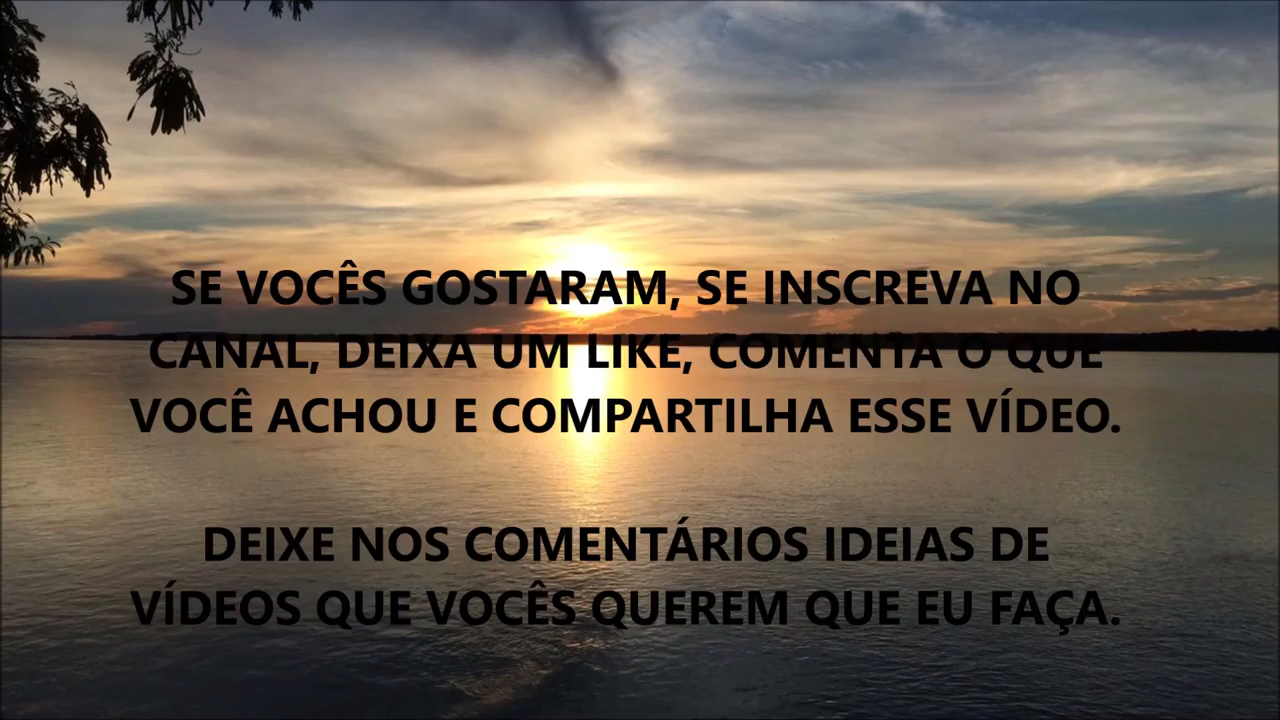 SE VOCÊS GOSTARAM, SE INSCREVA NO
CANAL, DEIXA UM LIKE, COMENTA O QUE
VOCÊ ACHOU E COMPARTILHA ESSE VÍDEO.
DEIXE NOS COMENTÁRIOS IDEIAS DE
VÍDEOS QUE VOCÊS QUEREM QUE EU FAÇA.